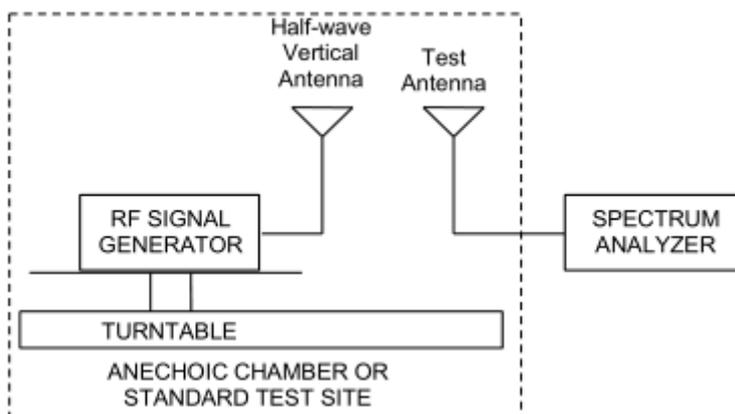 Half-wave
Vertical
Antenna
Test
Antenna
RF SIGNAL
GENERATOR
SPECTRUM
ANALYZER
TURNTABLE
ANECHOIC CHAMBER OR
STANDARD TEST SITE